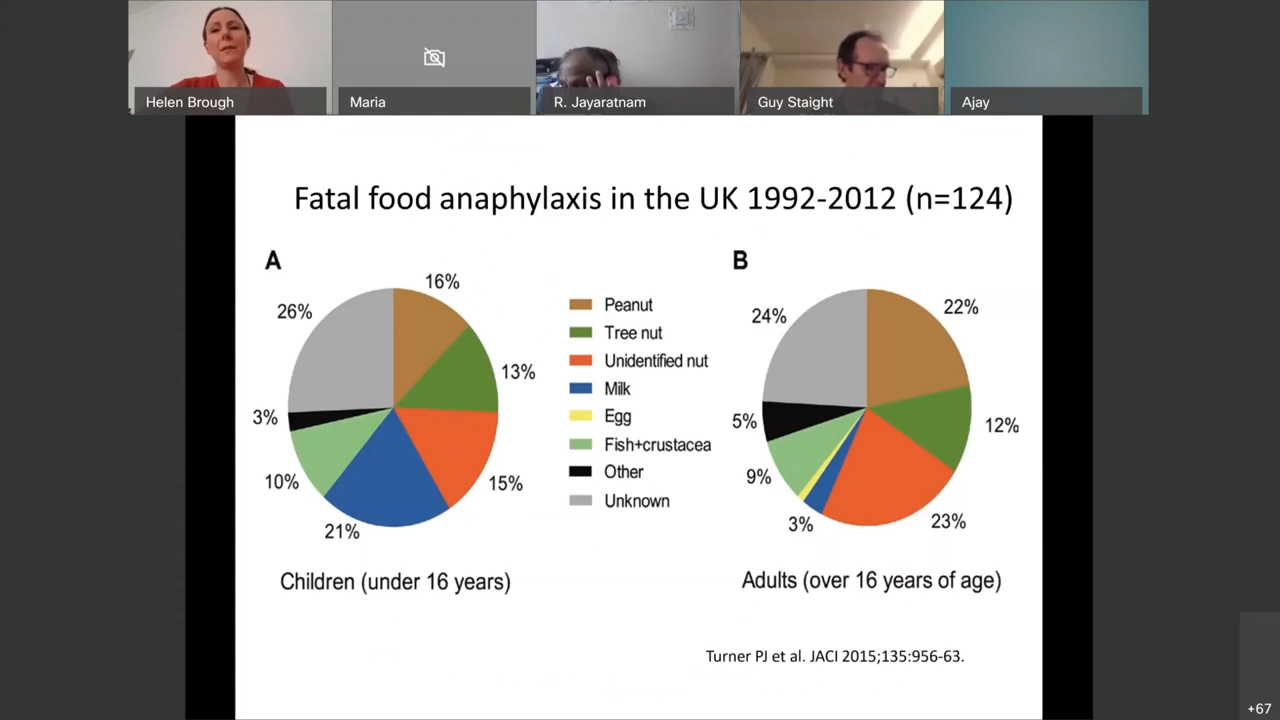 Helen Brough
Maria
R. Jayaratnam
Guy Staight
Ajay
Fatal food anaphylaxis in the UK 1992-2012 (n=124)
A
16%
26%
13%
3%
10%
15%
21%
Children (under 16 years)
Peanut
Tree nut
Unidentified nut
Milk
Egg
Fish+crustacea
Other
Unknown
B
24%
22%
5%
12%
9%
3%
23%
Adults (over 16 years of age)
Turner PJ et al. JACI 2015;135:956-63.
+67